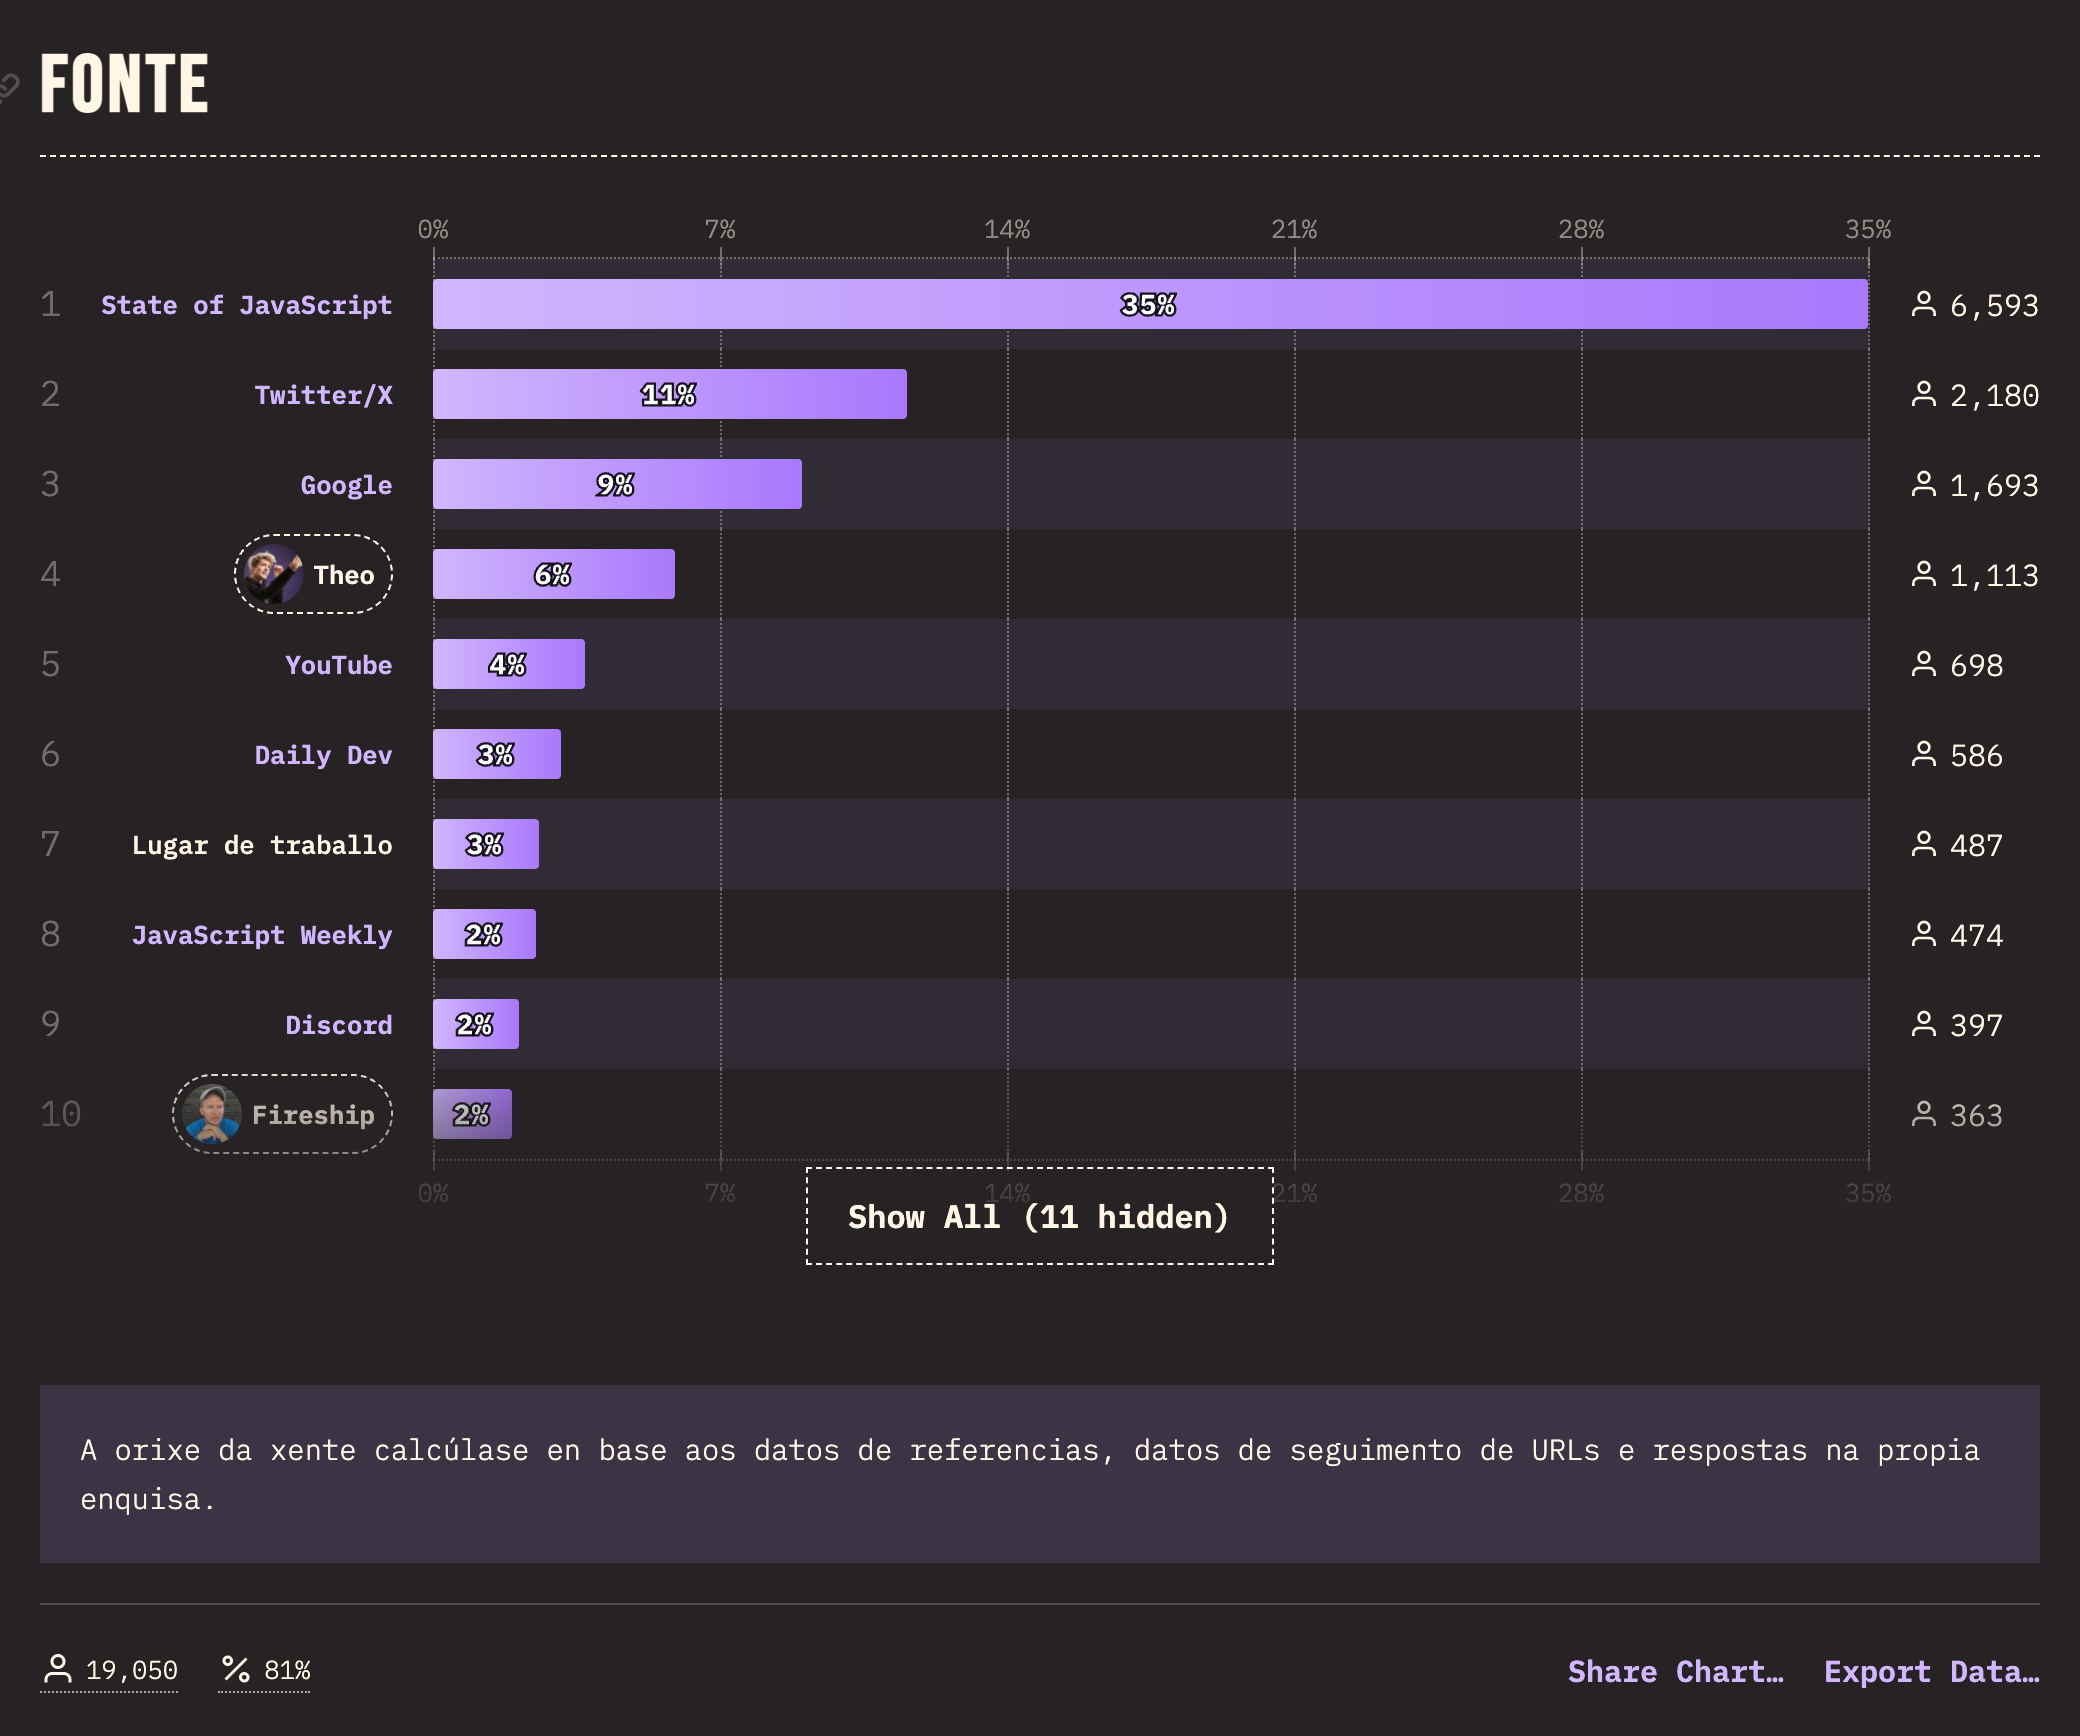 FONTE
0% 7% 14% 21% 28% 35%
1 State of JavaScript 35% 6,593
2 Twitter/X 11% 2,180
3 Google 9% 1,693
4 Theo 6% 1,113
5 YouTube 4% 698
6 Daily Dev 3% 586
7 Lugar de traballo 3% 487
8 JavaScript Weekly 2% 474
9 Discord 2% 397
10 Fireship 2% 363
0% 7% 14% 21% 28% 35%
Show All (11 hidden)
A orixe da xente calcúlase en base aos datos de referencias, datos de seguimento de URLs e respostas na propia
enquisa.
19,050 81% Share Chart… Export Data…